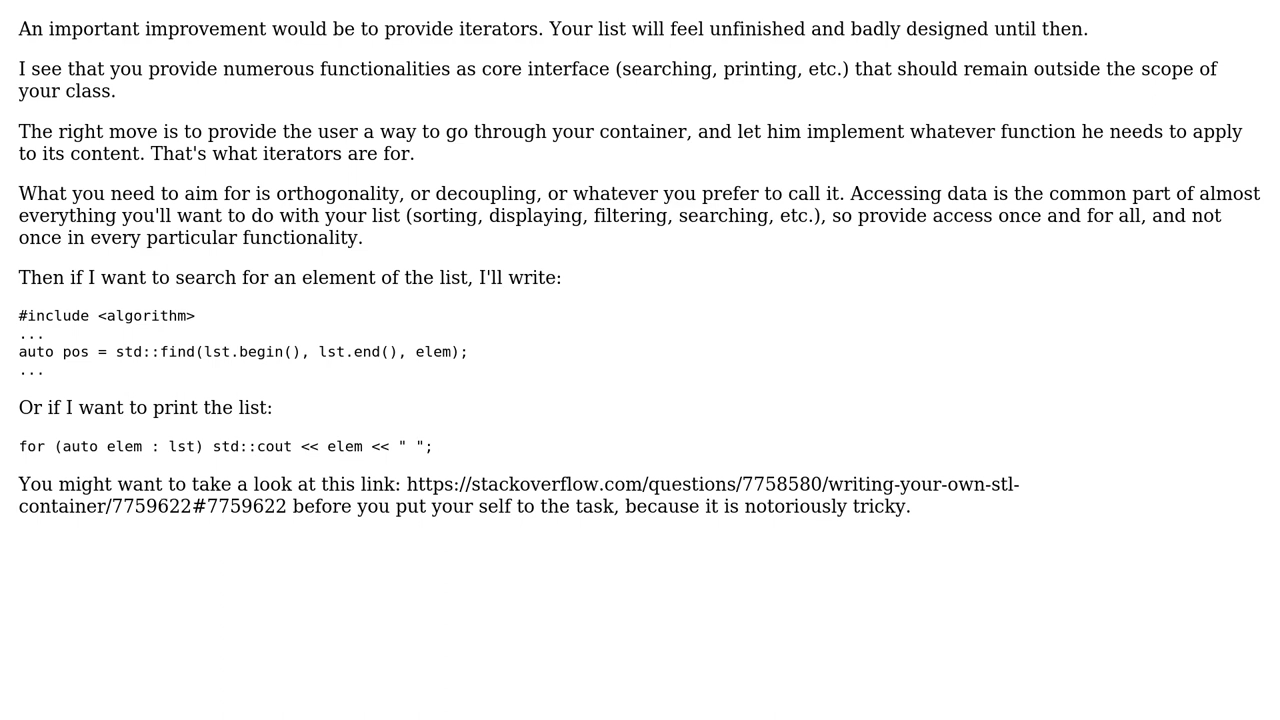 An important improvement would be to provide iterators. Your list will feel unfinished and badly designed until then.
I see that you provide numerous functionalities as core interface (searching, printing, etc.) that should remain outside the scope of
your class.
The right move is to provide the user a way to go through your container, and let him implement whatever function he needs to apply
to its content. That's what iterators are for.
What you need to aim for is orthogonality, or decoupling, or whatever you prefer to call it. Accessing data is the common part of almost
everything you'll want to do with your list (sorting, displaying, filtering, searching, etc.), so provide access once and for all, and not
once in every particular functionality.
Then if I want to search for an element of the list, I'll write:
#include <algorithm>
...
auto pos = std::find(lst.begin(), lst.end(), elem);
...
Or if I want to print the list:
for (auto elem : lst) std::cout << elem << " ";
You might want to take a look at this link: https://stackoverflow.com/questions/7758580/writing-your-own-stl-
container/7759622#7759622 before you put your self to the task, because it is notoriously tricky.